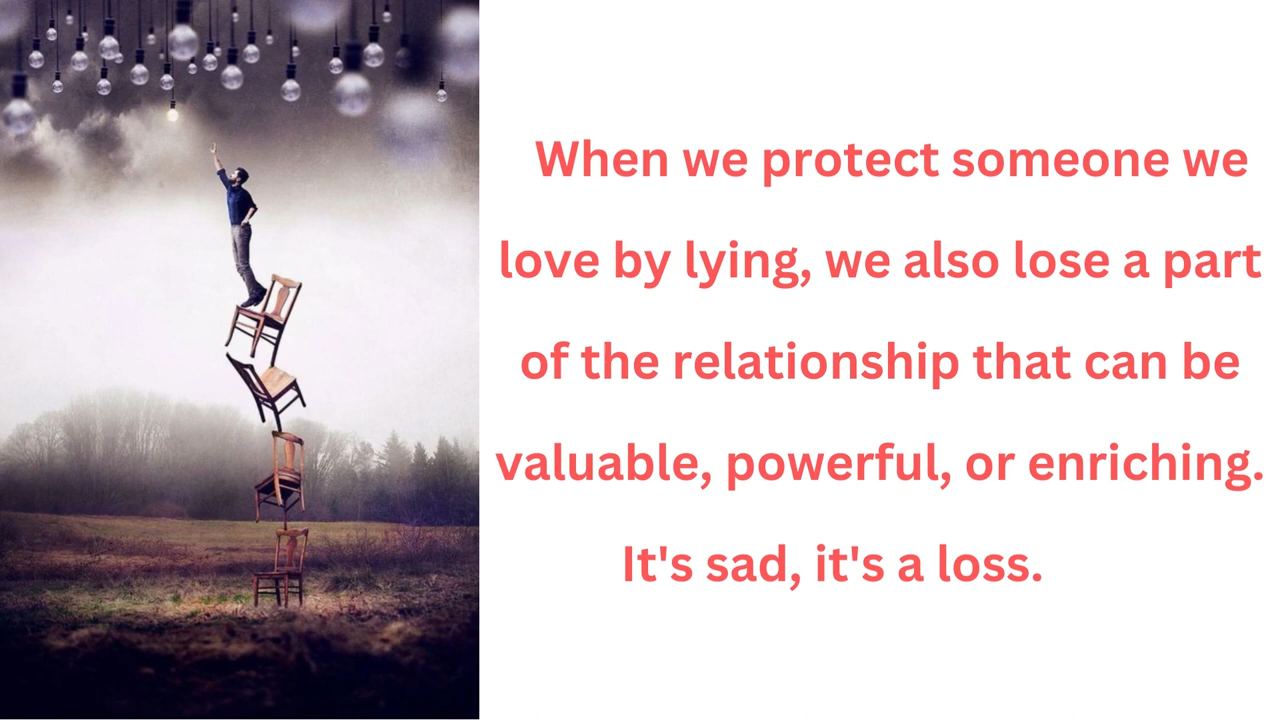 When we protect someone we
love by lying, we also lose a part
of the relationship that can be
valuable, powerful, or enriching.
It's sad, it's a loss.